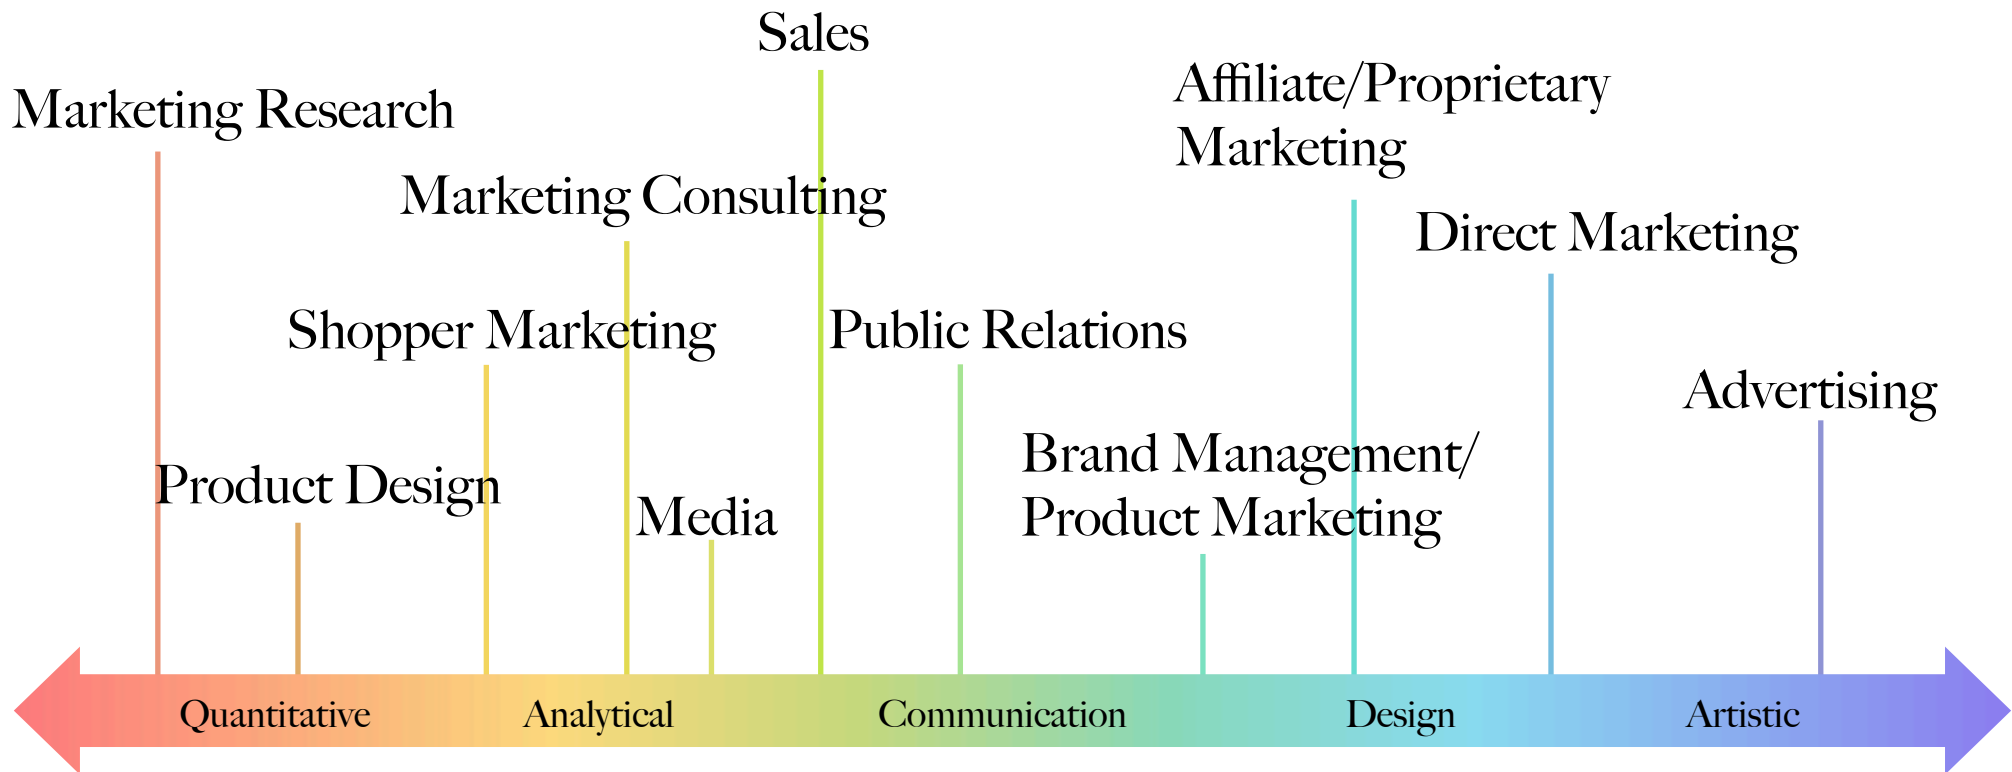 Sales
Affiliate/Proprietary
Marketing
Marketing Research
Marketing Consulting
Direct Marketing
Shopper Marketing
Public Relations
Advertising
Brand Management/
Product Marketing
Product Design
Media
Quantitative
Analytical
Communication
Design
Artistic